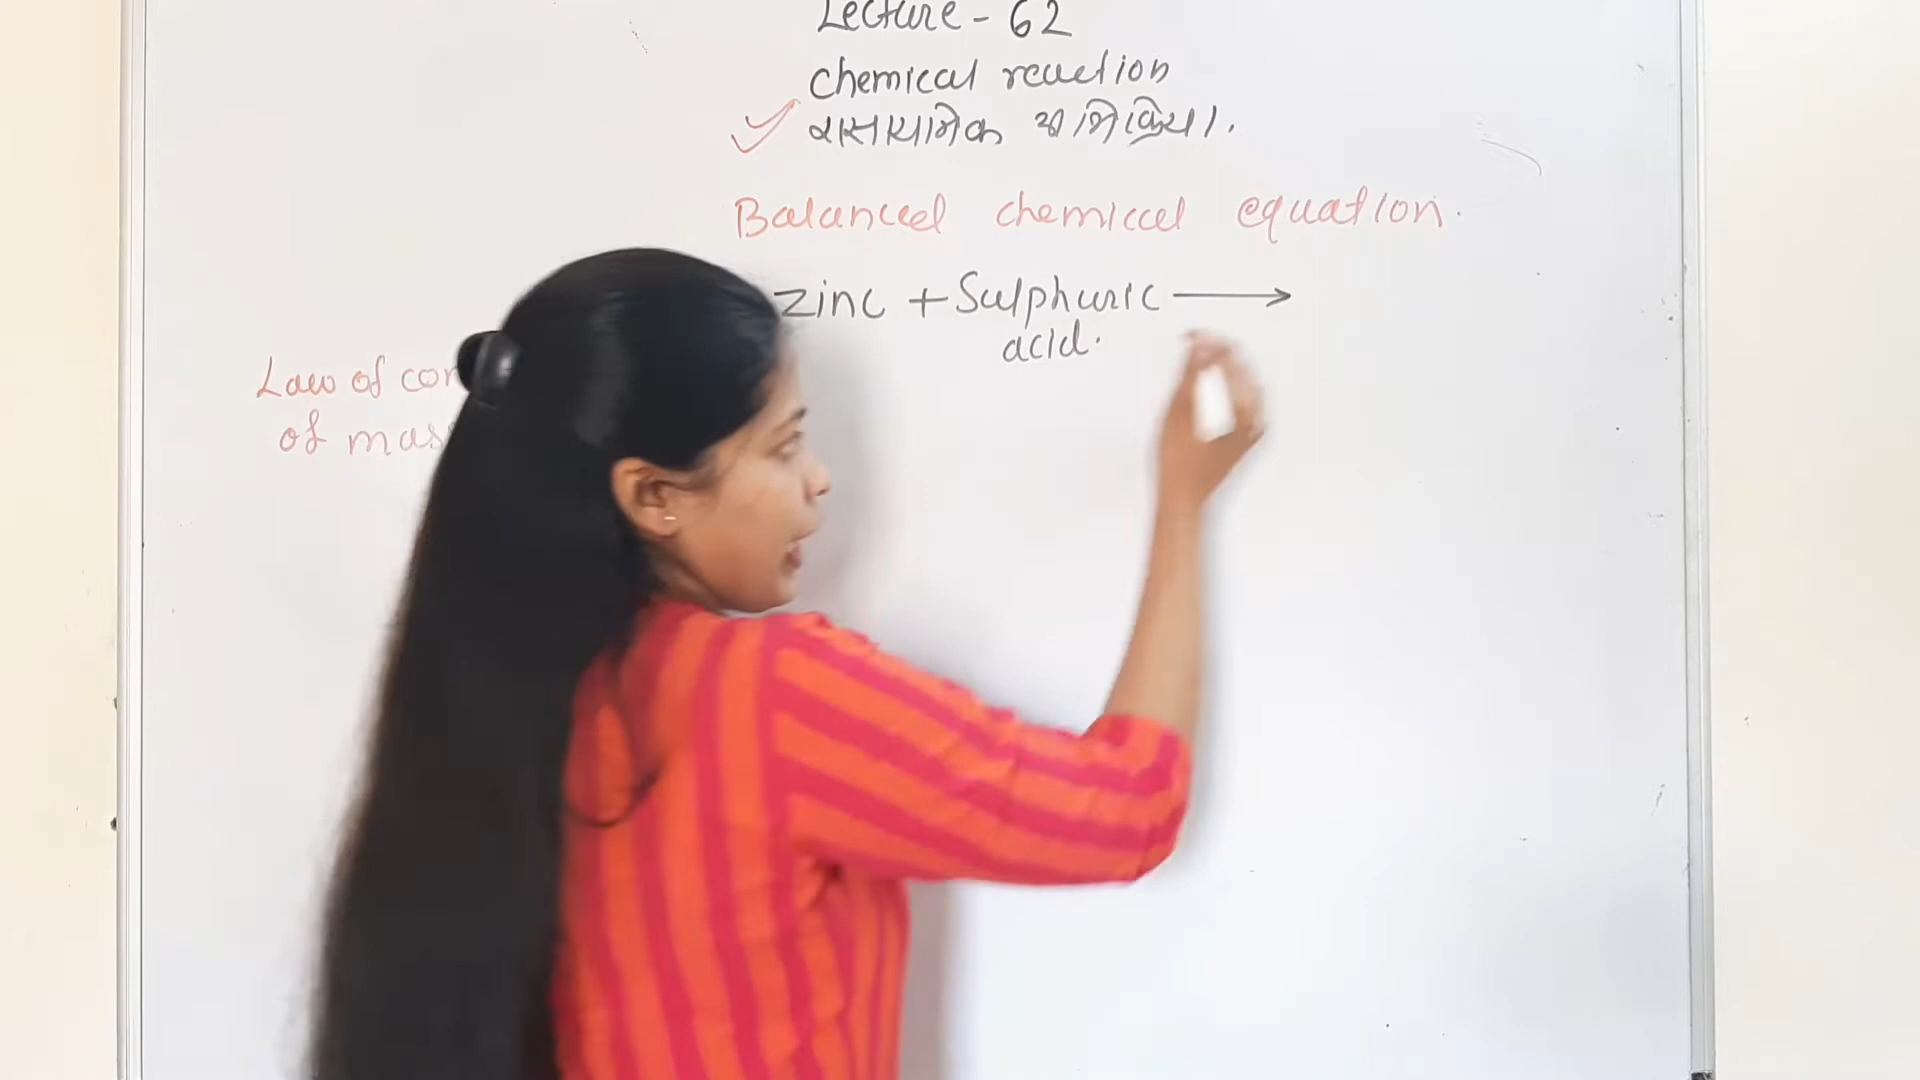 Lecture - 62
Chemical reaction
रासायनिक अभिक्रिया.
Balanced chemical equation.
Zinc + Sulphuric →
acid.
Law of con
of mas